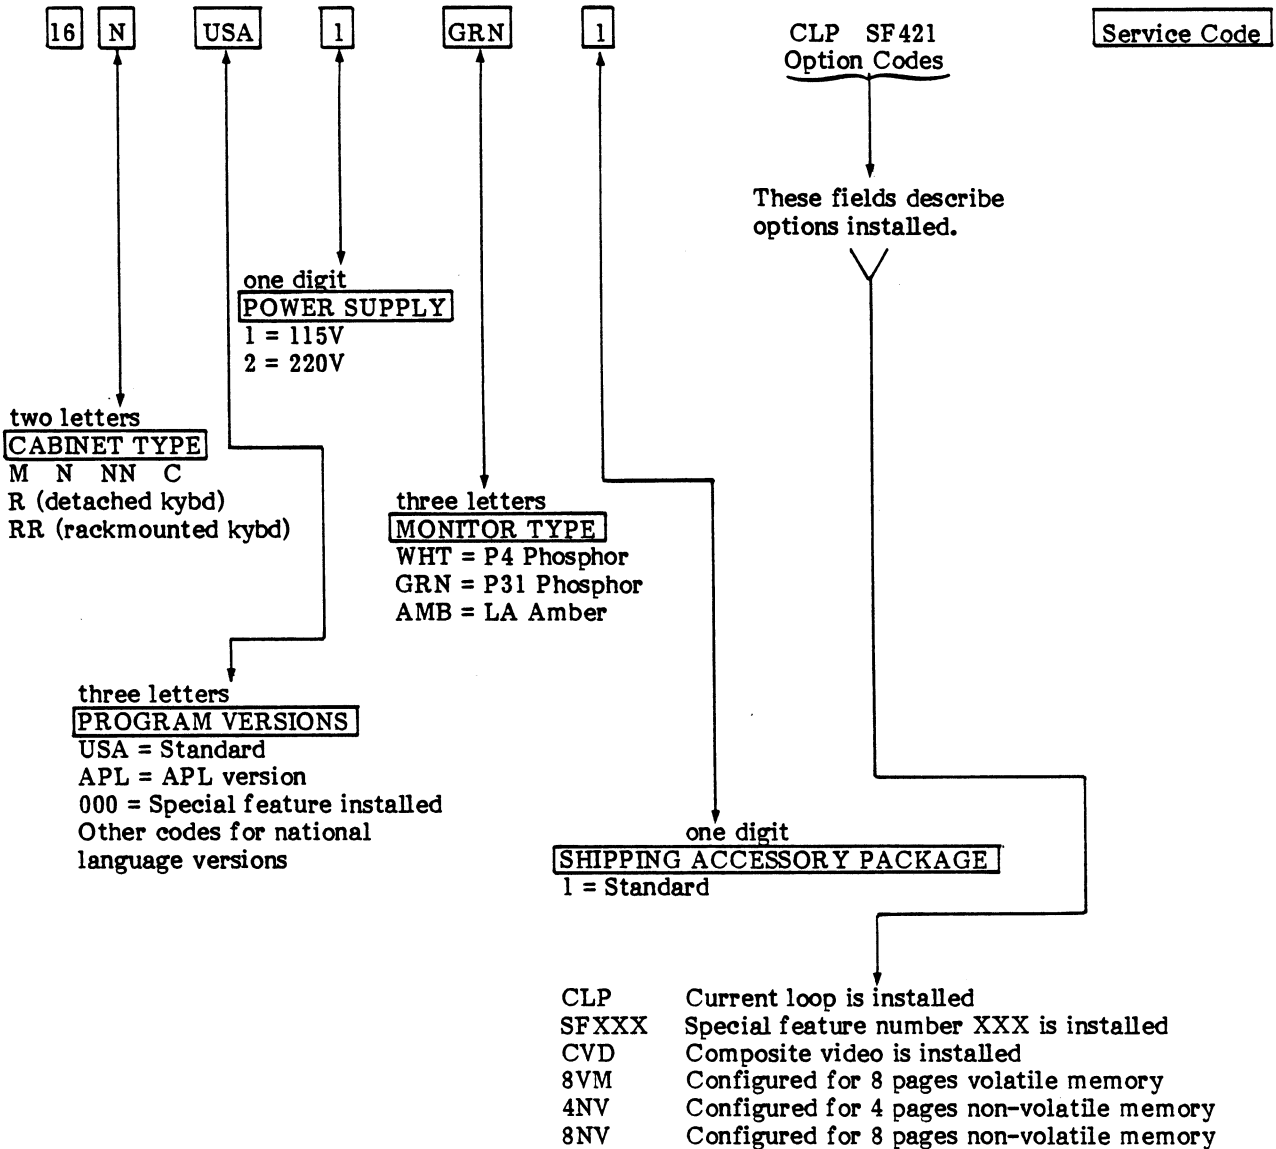 16 N USA 1 GRN 1 CLP SF421 Service Code
Option Codes
These fields describe
options installed.
one digit
POWER SUPPLY
1 = 115V
2 = 220V
two letters
CABINET TYPE
M N NN C
R (detached kybd)
RR (rackmounted kybd)
three letters
MONITOR TYPE
WHT = P4 Phosphor
GRN = P31 Phosphor
AMB = LA Amber
three letters
PROGRAM VERSIONS
USA = Standard
APL = APL version
000 = Special feature installed
Other codes for national
language versions
one digit
SHIPPING ACCESSORY PACKAGE
1 = Standard
CLP Current loop is installed
SFXXX Special feature number XXX is installed
CVD Composite video is installed
8VM Configured for 8 pages volatile memory
4NV Configured for 4 pages non-volatile memory
8NV Configured for 8 pages non-volatile memory